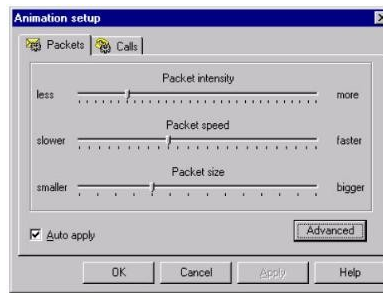 Animation setup
Packets Calls
Packet intensity
less more
Packet speed
slower faster
Packet size
smaller bigger
Auto apply Advanced
OK Cancel Apply Help